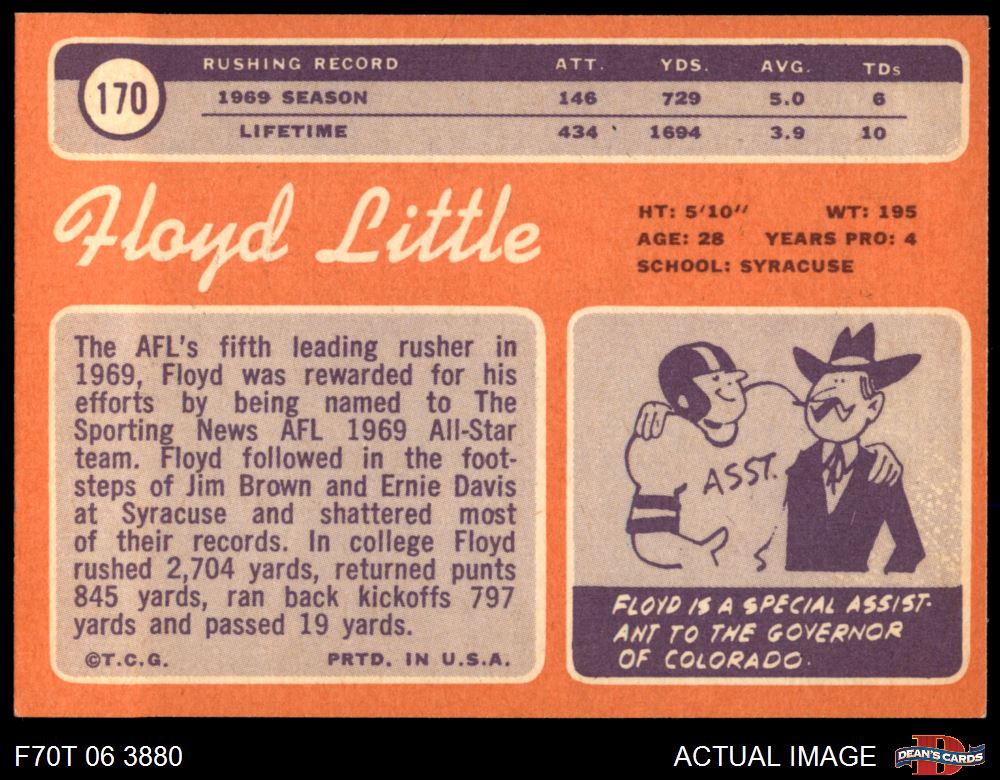 170
RUSHING RECORD ATT. YDS. AVG. TDs
1969 SEASON 146 729 5.0 6
LIFETIME 434 1694 3.9 10
Floyd Little
HT: 5'10" WT: 195
AGE: 28 YEARS PRO: 4
SCHOOL: SYRACUSE
The AFL's fifth leading rusher in
1969, Floyd was rewarded for his
efforts by being named to The
Sporting News AFL 1969 All-Star
team. Floyd followed in the foot-
steps of Jim Brown and Ernie Davis
at Syracuse and shattered most
of their records. In college Floyd
rushed 2,704 yards, returned punts
845 yards, ran back kickoffs 797
yards and passed 19 yards.
©T.C.G. PRTD. IN U.S.A.
ASST.
FLOYD IS A SPECIAL ASSIST-
ANT TO THE GOVERNOR
OF COLORADO.
F70T 06 3880
ACTUAL IMAGE
D
DEAN'S CARDS